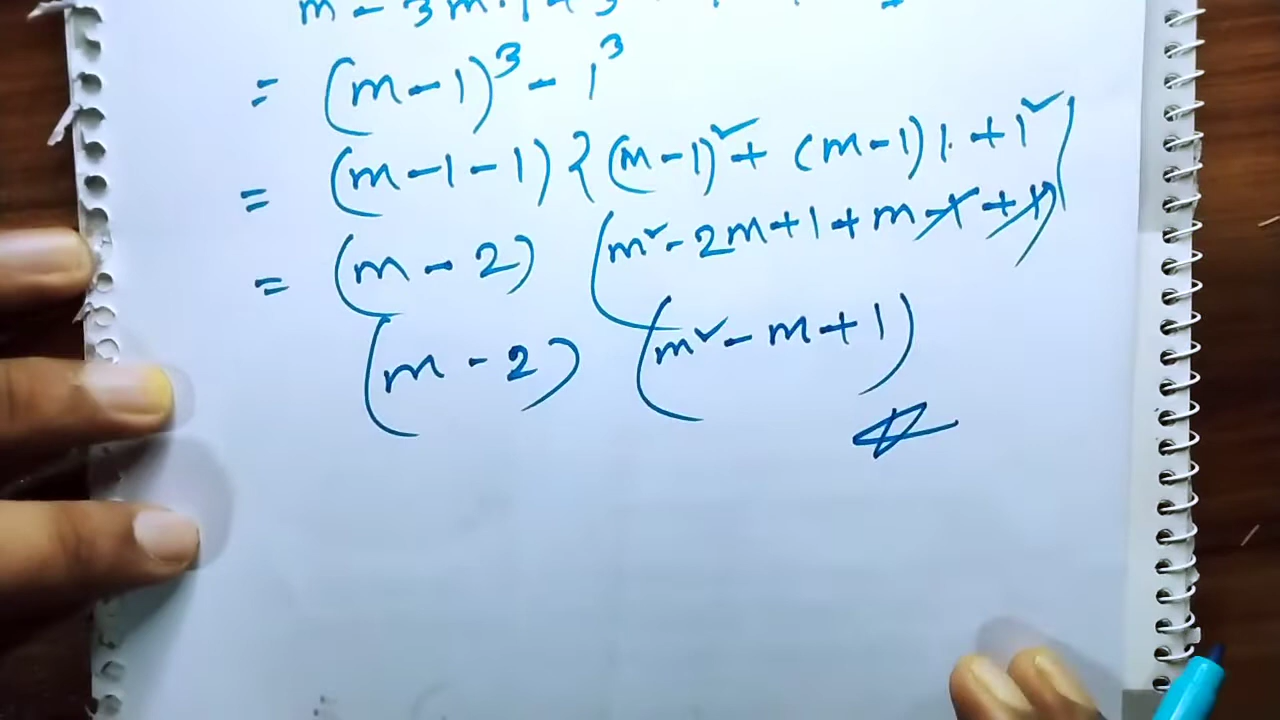 = (m-1)³ - 1³
= (m-1-1) {(m-1)² + (m-1)1. + 1²}
= (m-2) (m²-2m+1+m-1+1)
(m-2) (m²-m+1)